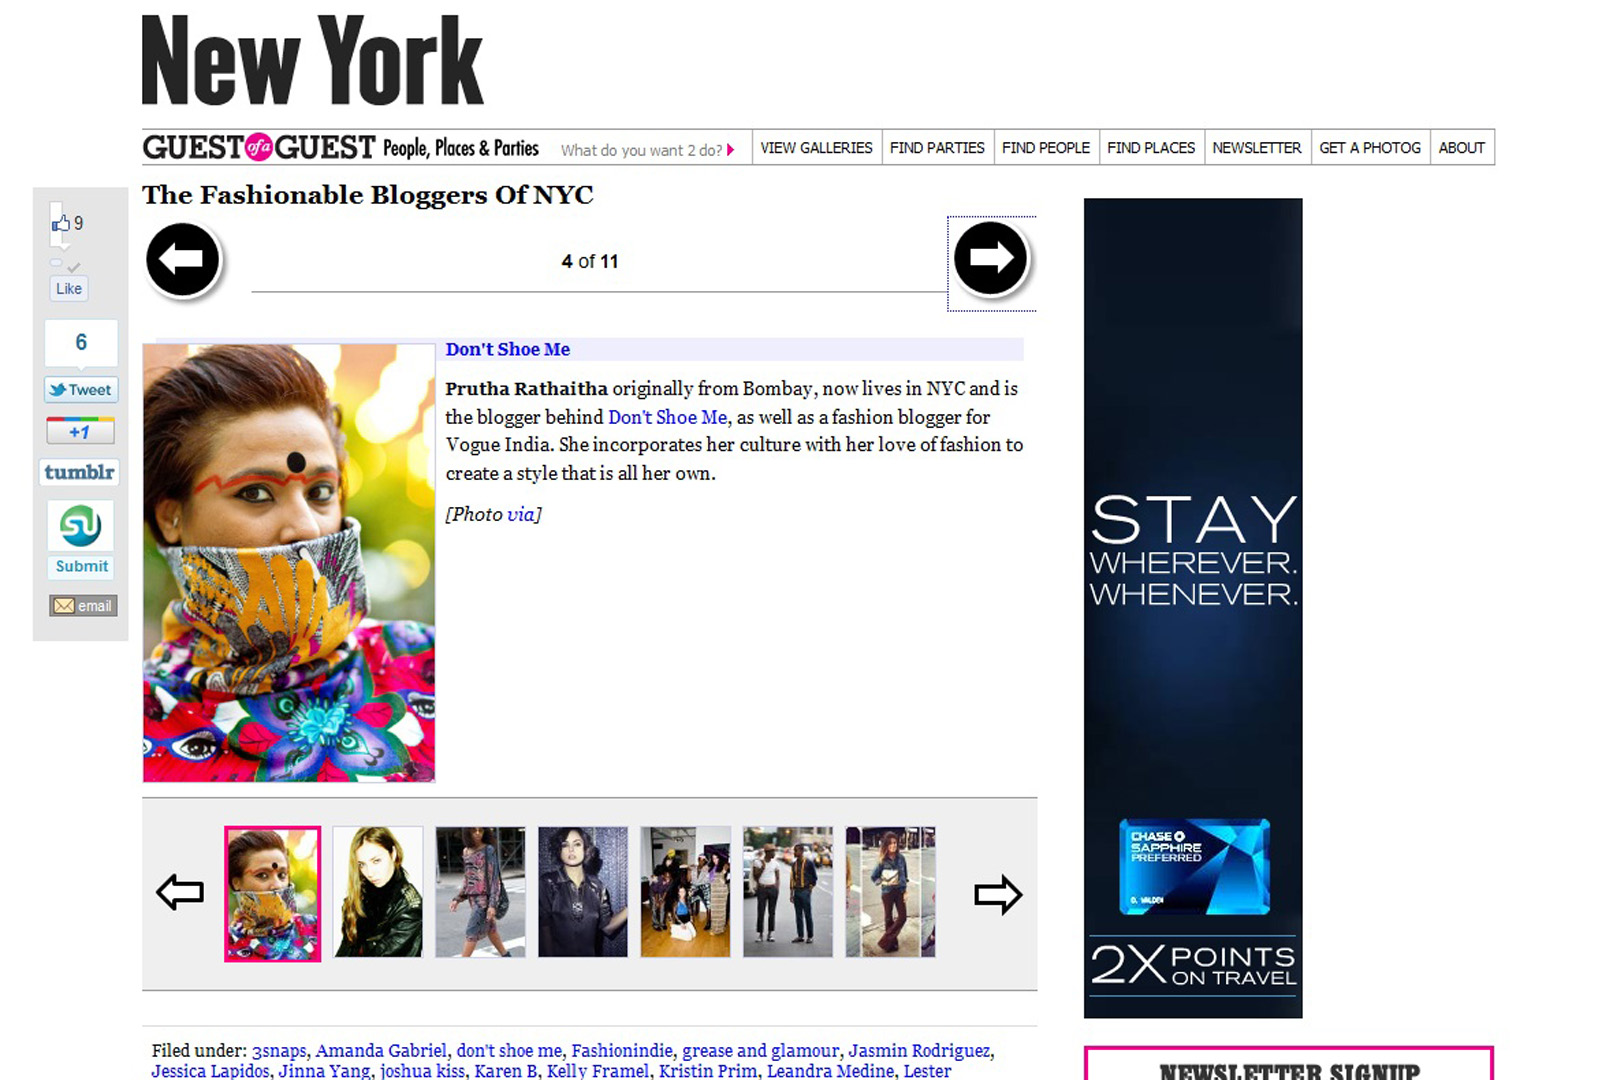 New York
GUEST of a GUEST People, Places & Parties What do you want 2 do? VIEW GALLERIES FIND PARTIES FIND PEOPLE FIND PLACES NEWSLETTER GET A PHOTOG ABOUT
The Fashionable Bloggers Of NYC
4 of 11
9
Like
6
Tweet
+1
tumblr
Submit
email
Don't Shoe Me
Prutha Rathaitha originally from Bombay, now lives in NYC and is
the blogger behind Don't Shoe Me, as well as a fashion blogger for
Vogue India. She incorporates her culture with her love of fashion to
create a style that is all her own.
[Photo via]
STAY
WHEREVER.
WHENEVER.
CHASE
SAPPHIRE
PREFERRED
D. WALDEN
2X POINTS
ON TRAVEL
Filed under: 3snaps, Amanda Gabriel, don't shoe me, Fashionindie, grease and glamour, Jasmin Rodriguez,
Jessica Lapidos, Jinna Yang, joshua kiss, Karen B, Kelly Framel, Kristin Prim, Leandra Medine, Lester
NEWSLETTER SIGNUP